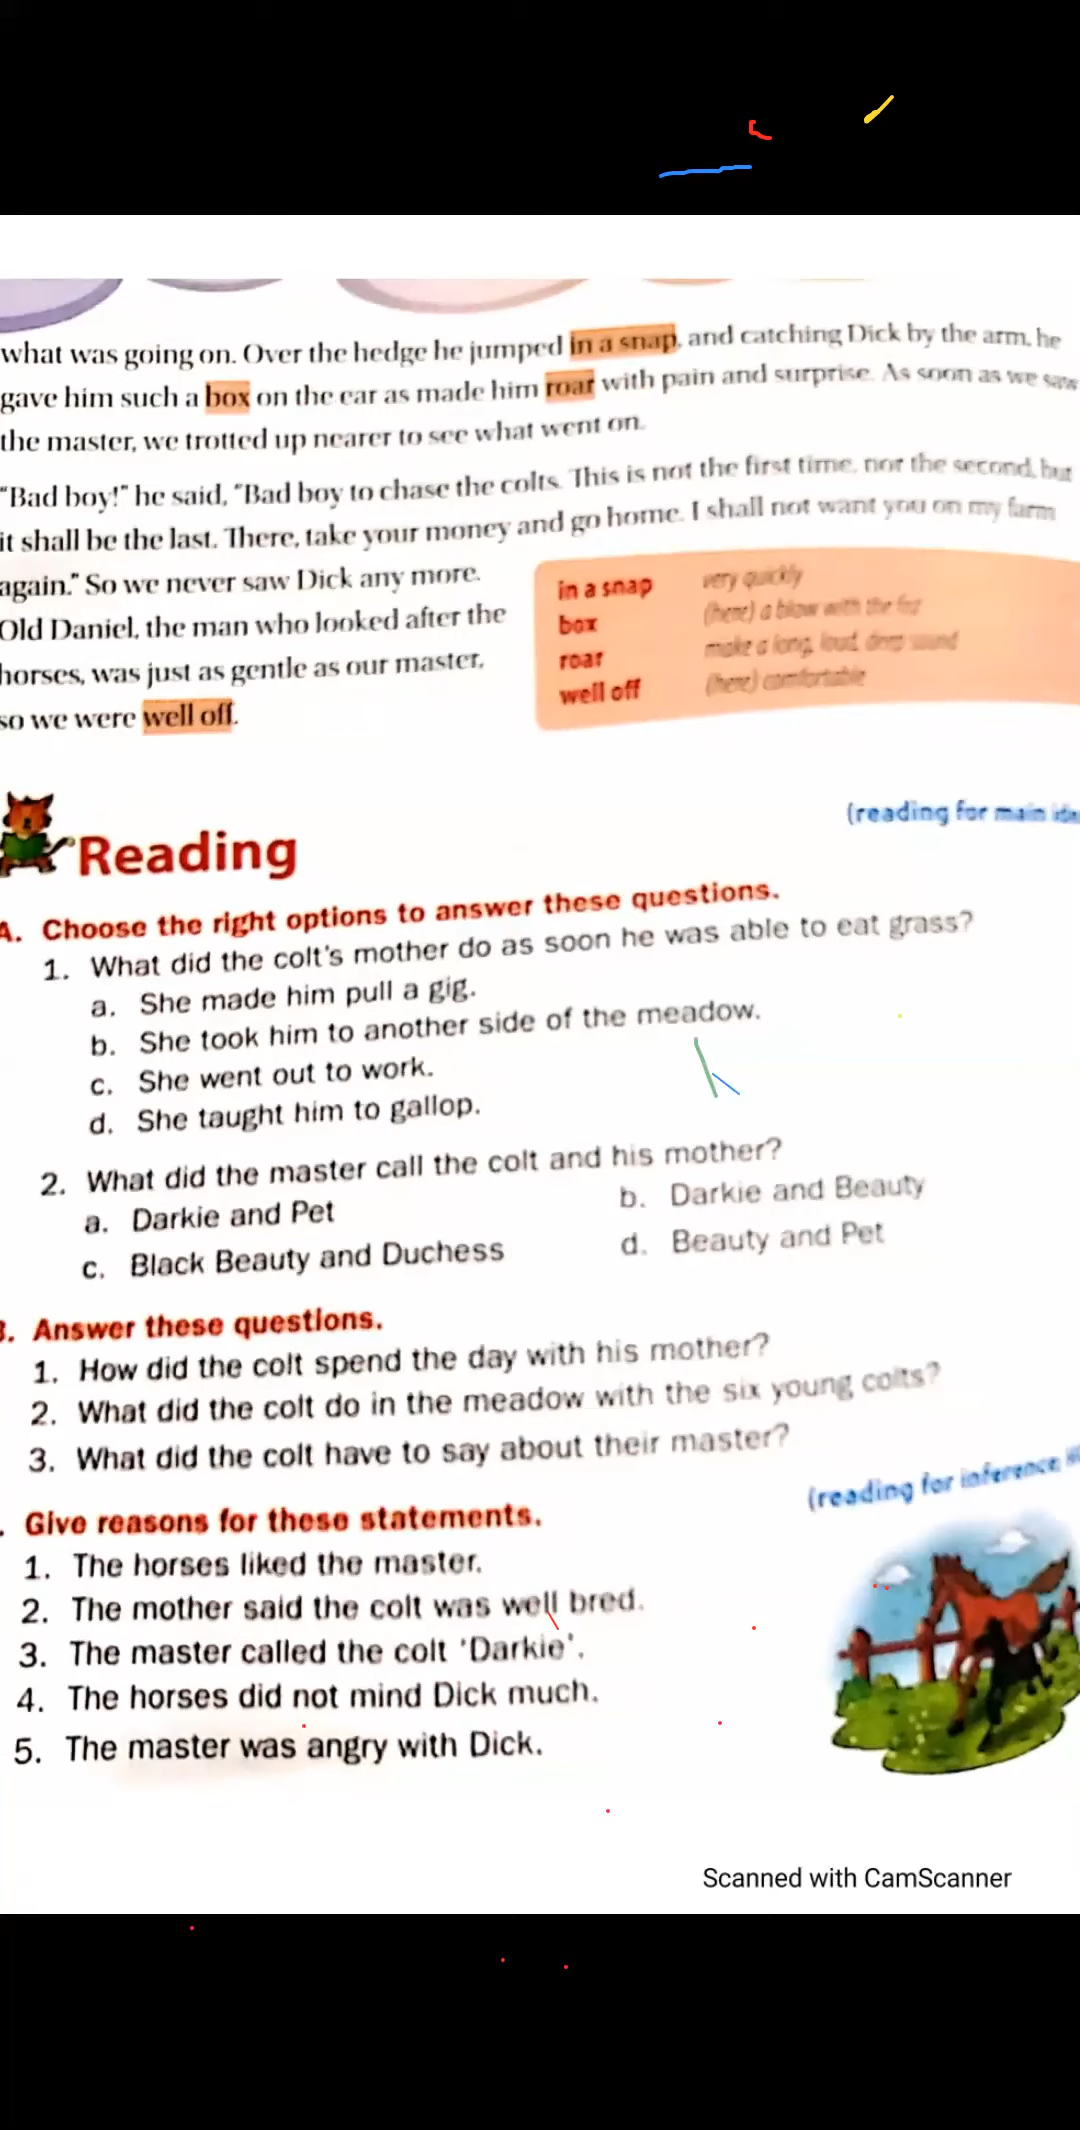 what was going on. Over the hedge he jumped in a snap, and catching Dick by the arm, he
gave him such a box on the ear as made him roar with pain and surprise. As soon as we saw
the master, we trotted up nearer to see what went on.
"Bad boy!" he said, "Bad boy to chase the colts. This is not the first time, nor the second, but
it shall be the last. There, take your money and go home. I shall not want you on my farm
again." So we never saw Dick any more.
Old Daniel, the man who looked after the
horses, was just as gentle as our master,
so we were well off.
in a snap very quickly
box (here) a blow with the fist
roar make a long, loud, deep sound
well off (here) comfortable
(reading for main
Reading
A. Choose the right options to answer these questions.
1. What did the colt's mother do as soon he was able to eat grass?
a. She made him pull a gig.
b. She took him to another side of the meadow.
c. She went out to work.
d. She taught him to gallop.
2. What did the master call the colt and his mother?
a. Darkie and Pet b. Darkie and Beauty
c. Black Beauty and Duchess d. Beauty and Pet
. Answer these questions.
1. How did the colt spend the day with his mother?
2. What did the colt do in the meadow with the six young colts?
3. What did the colt have to say about their master?
(reading for inference
. Give reasons for these statements.
1. The horses liked the master.
2. The mother said the colt was well bred.
3. The master called the colt 'Darkie'.
4. The horses did not mind Dick much.
5. The master was angry with Dick.
Scanned with CamScanner